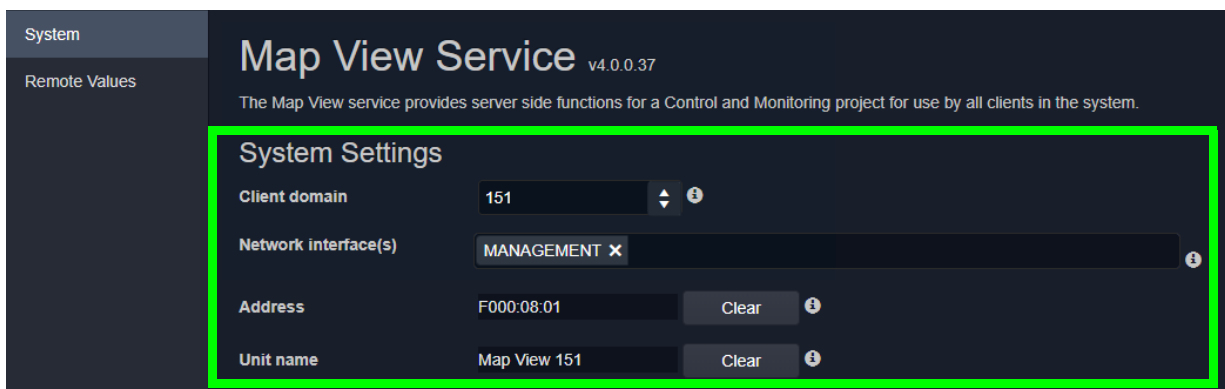 System
Remote Values
Map View Service v4.0.0.37
The Map View service provides server side functions for a Control and Monitoring project for use by all clients in the system.
System Settings
Client domain 151
Network interface(s) MANAGEMENT ×
Address F000:08:01 Clear
Unit name Map View 151 Clear